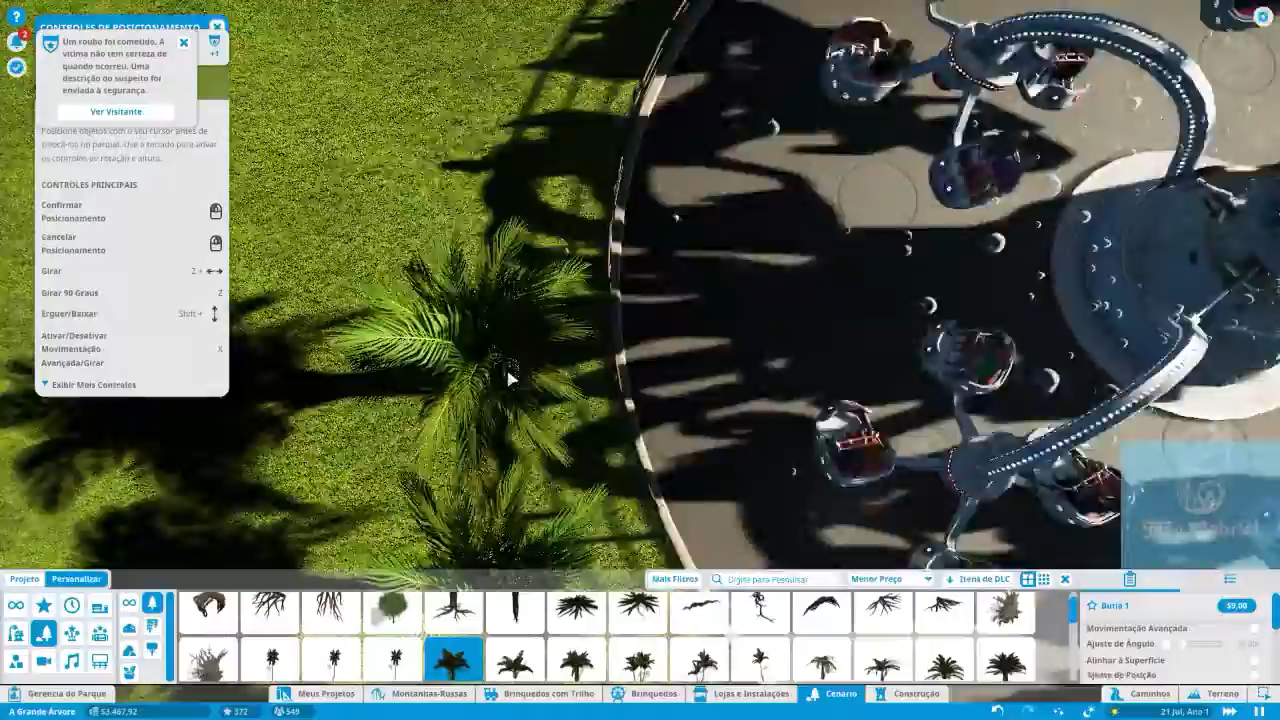 ?
CONTROLES DE POSICIONAMENTO
2
Um roubo foi cometido. A
vítima não tem certeza de
quando ocorreu. Uma
descrição do suspeito foi
enviada à segurança.
+1
Ver Visitante
Posicione objetos com o seu cursor antes de
colocá-los no parque. Use o teclado para ativar
os controles de rotação e altura.
CONTROLES PRINCIPAIS
Confirmar
Posicionamento
Cancelar
Posicionamento
Girar Z +
Girar 90 Graus Z
Erguer/Baixar Shift +
Ativar/Desativar
Movimentação X
Avançada/Girar
Exibir Mais Controles
Projeto Personalizar Mais Filtros Digite para Pesquisar Menor Preço Itens de DLC
Butiá 1 $9,00
Movimentação Avançada
Ajuste de Ângulo
Alinhar à Superfície
Ajuste de Posição
Gerência do Parque Meus Projetos Montanhas-Russas Brinquedos com Trilho Brinquedos Lojas e Instalações Cenário Construção Caminhos Terreno
A Grande Árvore $3.467,92 372 549 21 Jul, Ano 1